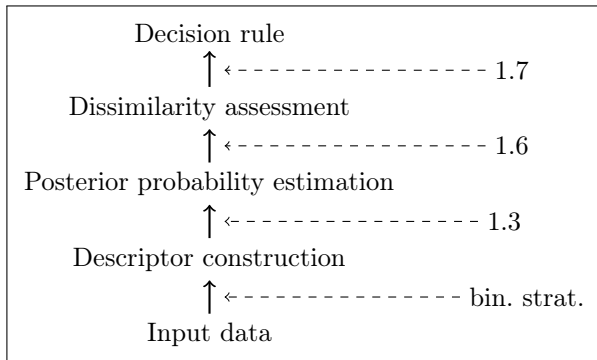 Decision rule
1.7
Dissimilarity assessment
1.6
Posterior probability estimation
1.3
Descriptor construction
bin. strat.
Input data